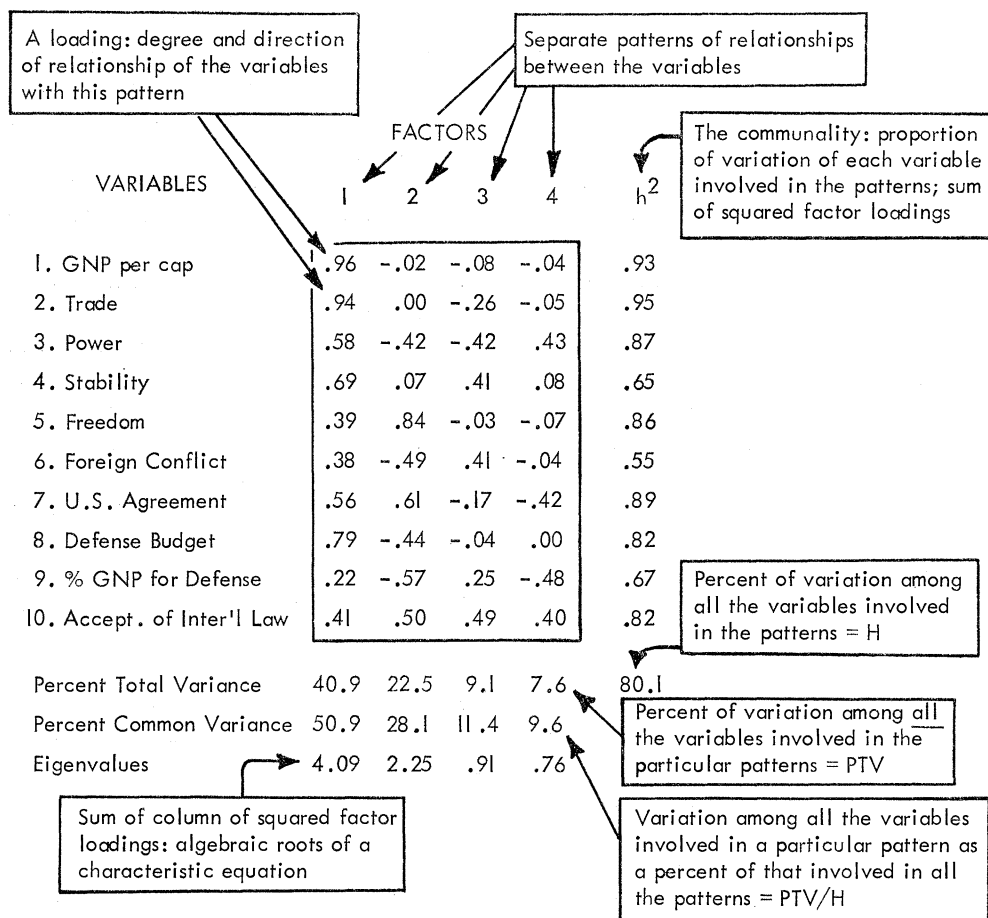 A loading: degree and direction
of relationship of the variables
with this pattern
Separate patterns of relationships
between the variables
FACTORS
The communality: proportion
of variation of each variable
involved in the patterns; sum
of squared factor loadings
VARIABLES 1 2 3 4 h²
1. GNP per cap .96 -.02 -.08 -.04 .93
2. Trade .94 .00 -.26 -.05 .95
3. Power .58 -.42 -.42 .43 .87
4. Stability .69 .07 .41 .08 .65
5. Freedom .39 .84 -.03 -.07 .86
6. Foreign Conflict .38 -.49 .41 -.04 .55
7. U.S. Agreement .56 .61 -.17 -.42 .89
8. Defense Budget .79 -.44 -.04 .00 .82
9. % GNP for Defense .22 -.57 .25 -.48 .67
10. Accept. of Inter'l Law .41 .50 .49 .40 .82
Percent of variation among
all the variables involved
in the patterns = H
Percent Total Variance 40.9 22.5 9.1 7.6 80.1
Percent Common Variance 50.9 28.1 11.4 9.6
Eigenvalues 4.09 2.25 .91 .76
Percent of variation among all
the variables involved in the
particular patterns = PTV
Sum of column of squared factor
loadings: algebraic roots of a
characteristic equation
Variation among all the variables
involved in a particular pattern as
a percent of that involved in all
the patterns = PTV/H